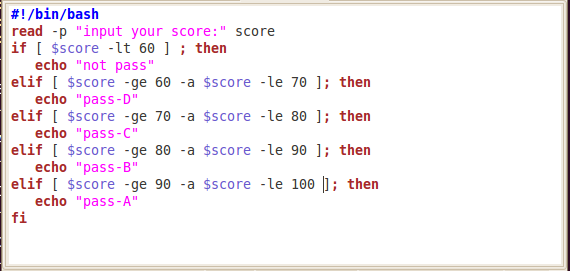 #!/bin/bash
read -p "input your score:" score
if [ $score -lt 60 ] ; then
   echo "not pass"
elif [ $score -ge 60 -a $score -le 70 ]; then
   echo "pass-D"
elif [ $score -ge 70 -a $score -le 80 ]; then
   echo "pass-C"
elif [ $score -ge 80 -a $score -le 90 ]; then
   echo "pass-B"
elif [ $score -ge 90 -a $score -le 100 ]; then
   echo "pass-A"
fi